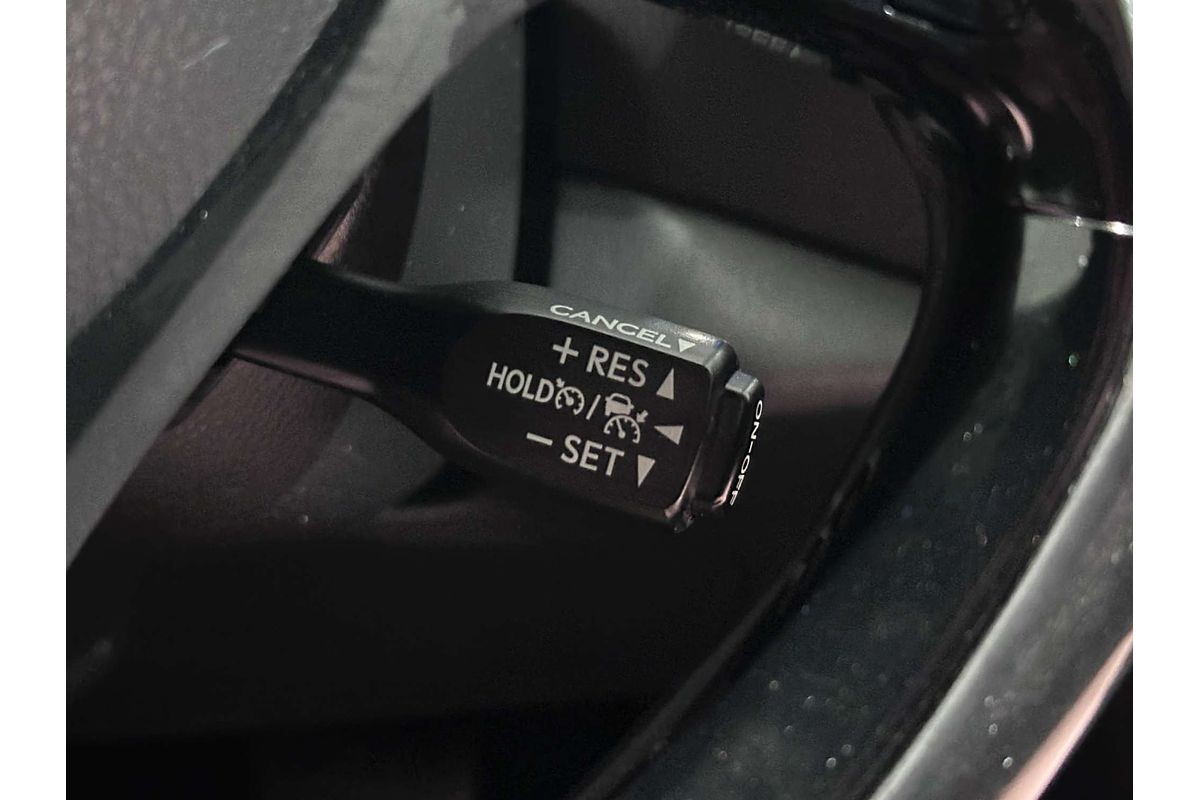 CANCEL▼
+ RES ▲
HOLD / ◀
− SET ▼
ON-OFF